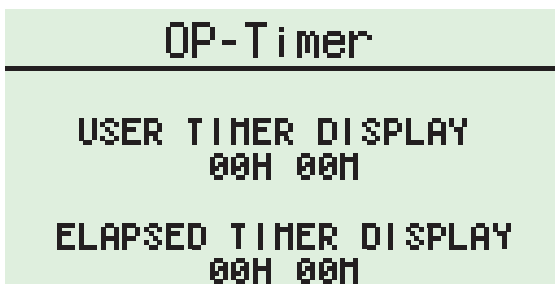 OP-Timer
USER TIMER DISPLAY
00H 00M
ELAPSED TIMER DISPLAY
00H 00M